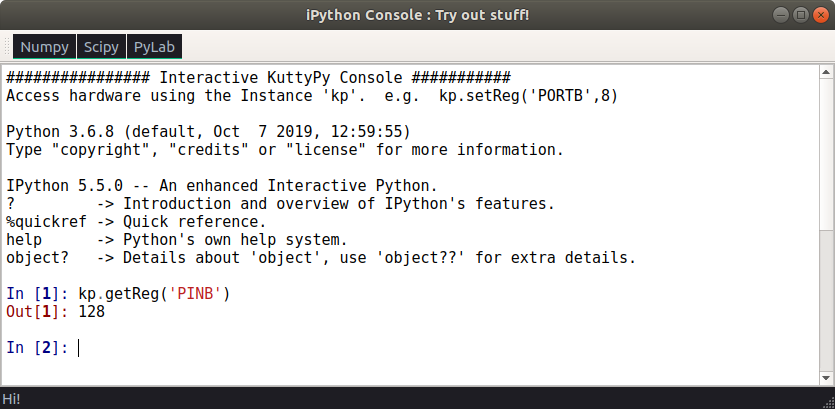 iPython Console : Try out stuff!
Numpy Scipy PyLab
################ Interactive KuttyPy Console ###########
Access hardware using the Instance 'kp'.  e.g.  kp.setReg('PORTB',8)
Python 3.6.8 (default, Oct  7 2019, 12:59:55)
Type "copyright", "credits" or "license" for more information.
IPython 5.5.0 -- An enhanced Interactive Python.
?         -> Introduction and overview of IPython's features.
%quickref -> Quick reference.
help      -> Python's own help system.
object?   -> Details about 'object', use 'object??' for extra details.
In [1]: kp.getReg('PINB')
Out[1]: 128
In [2]:
Hi!